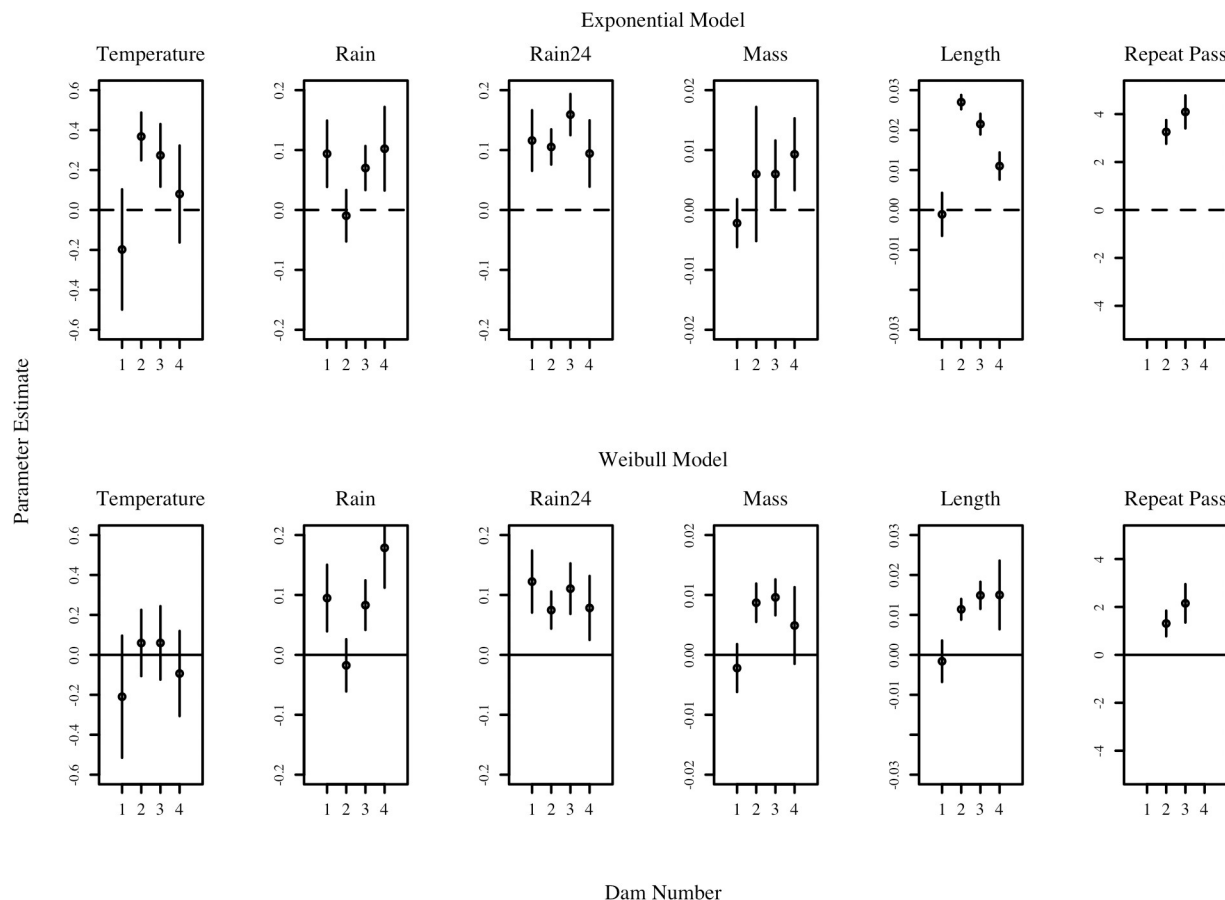 Exponential Model
Temperature Rain Rain24 Mass Length Repeat Pass
0.6 0.4 0.2 0.0 -0.2 -0.4 -0.6
0.2 0.1 0.0 -0.1 -0.2
0.2 0.1 0.0 -0.1 -0.2
0.02 0.01 0.00 -0.01 -0.02
0.03 0.02 0.01 0.00 -0.01 -0.03
4 2 0 -2 -4
1 2 3 4 1 2 3 4 1 2 3 4 1 2 3 4 1 2 3 4 1 2 3 4
Parameter Estimate
Weibull Model
Temperature Rain Rain24 Mass Length Repeat Pass
0.6 0.4 0.2 0.0 -0.2 -0.4 -0.6
0.2 0.1 0.0 -0.1 -0.2
0.2 0.1 0.0 -0.1 -0.2
0.02 0.01 0.00 -0.01 -0.02
0.03 0.02 0.01 0.00 -0.01 -0.03
4 2 0 -2 -4
1 2 3 4 1 2 3 4 1 2 3 4 1 2 3 4 1 2 3 4 1 2 3 4
Dam Number